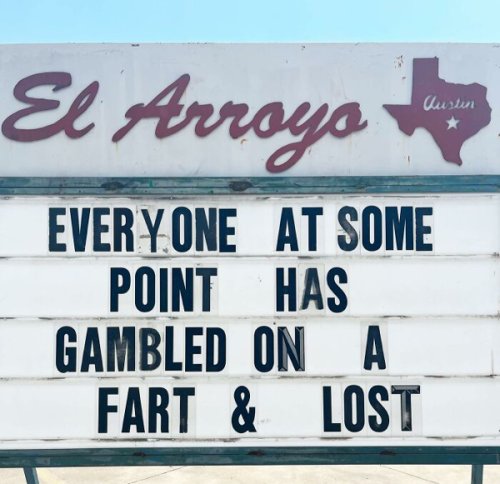 El Arroyo
Austin
EVERYONE AT SOME
POINT HAS
GAMBLED ON A
FART & LOST